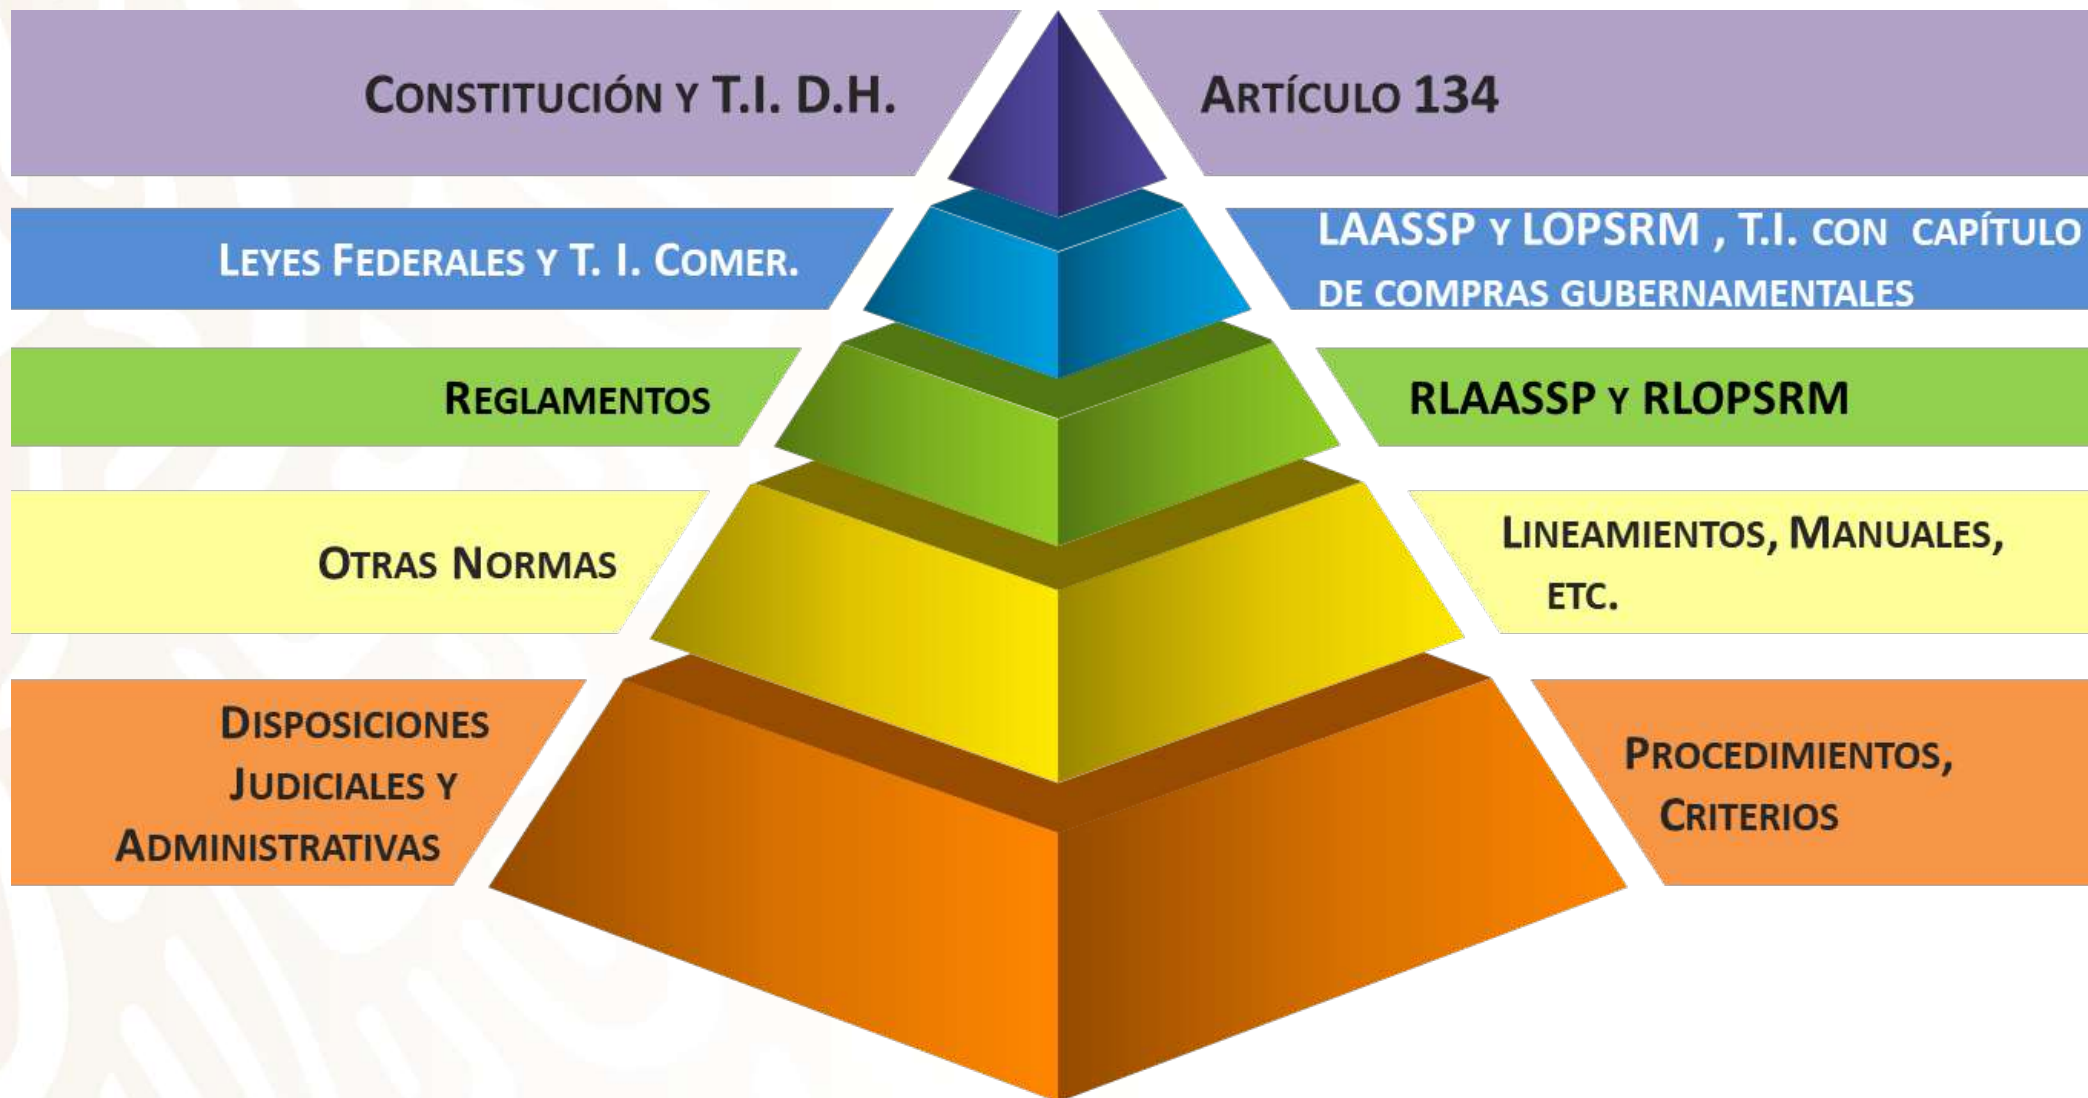 CONSTITUCIÓN Y T.I. D.H.
ARTÍCULO 134
LEYES FEDERALES Y T. I. COMER.
LAASSP Y LOPSRM , T.I. CON CAPÍTULO
DE COMPRAS GUBERNAMENTALES
REGLAMENTOS
RLAASSP Y RLOPSRM
OTRAS NORMAS
LINEAMIENTOS, MANUALES,
ETC.
DISPOSICIONES
JUDICIALES Y
ADMINISTRATIVAS
PROCEDIMIENTOS,
CRITERIOS